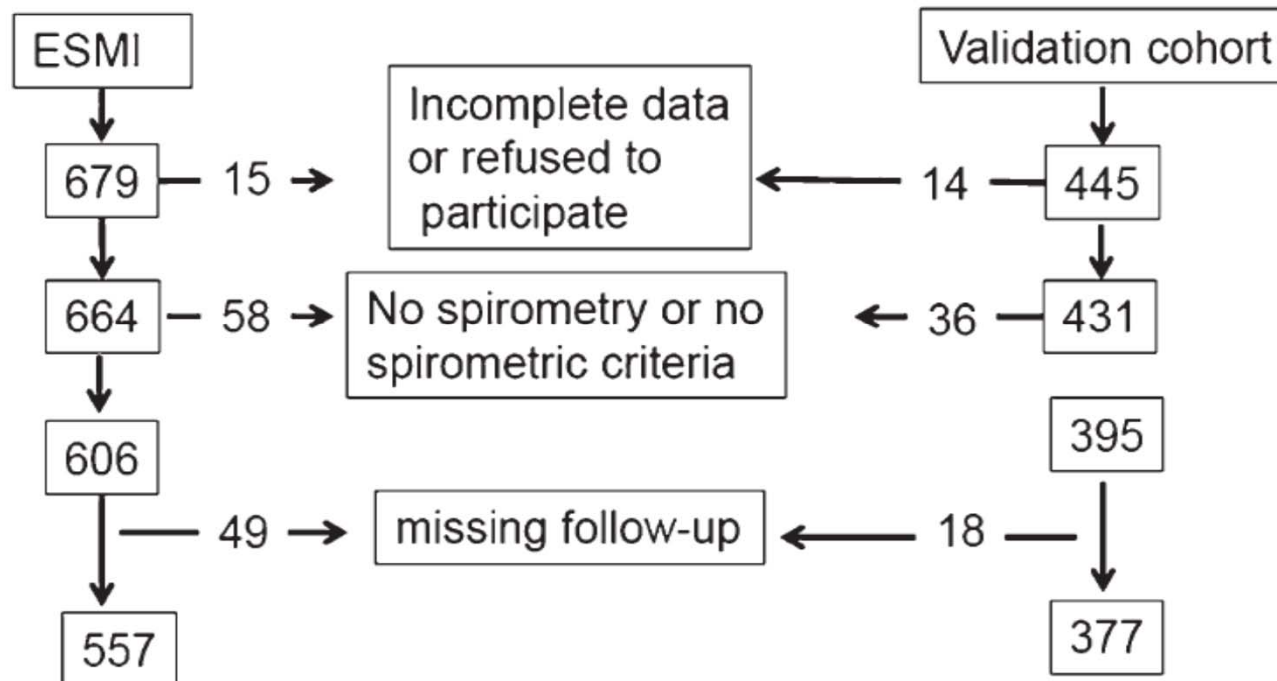 ESMI
Validation cohort
Incomplete data
or refused to
participate
679
15
14
445
664
58
No spirometry or no
spirometric criteria
36
431
606
395
49
missing follow-up
18
557
377